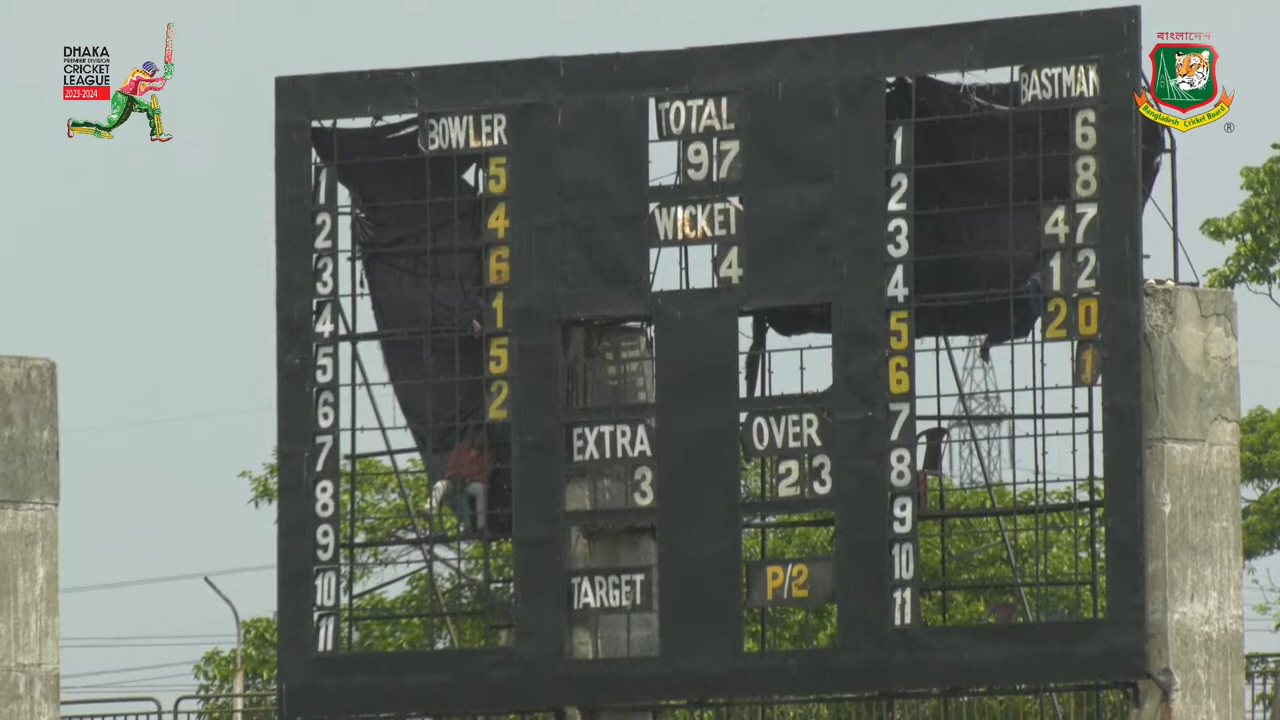 DHAKA
PREMIER DIVISION
CRICKET
LEAGUE
2023-2024
বাংলাদেশ
Bangladesh Cricket Board
®
BOWLER
1 5
2 4
3 6
4 1
5 5
6 2
7
8
9
10
11
TOTAL
97
WICKET
4
EXTRA
3
OVER
23
TARGET
P/2
BASTMAN
1 6
2 8
3 47
4 12
5 20
6 1
7
8
9
10
11